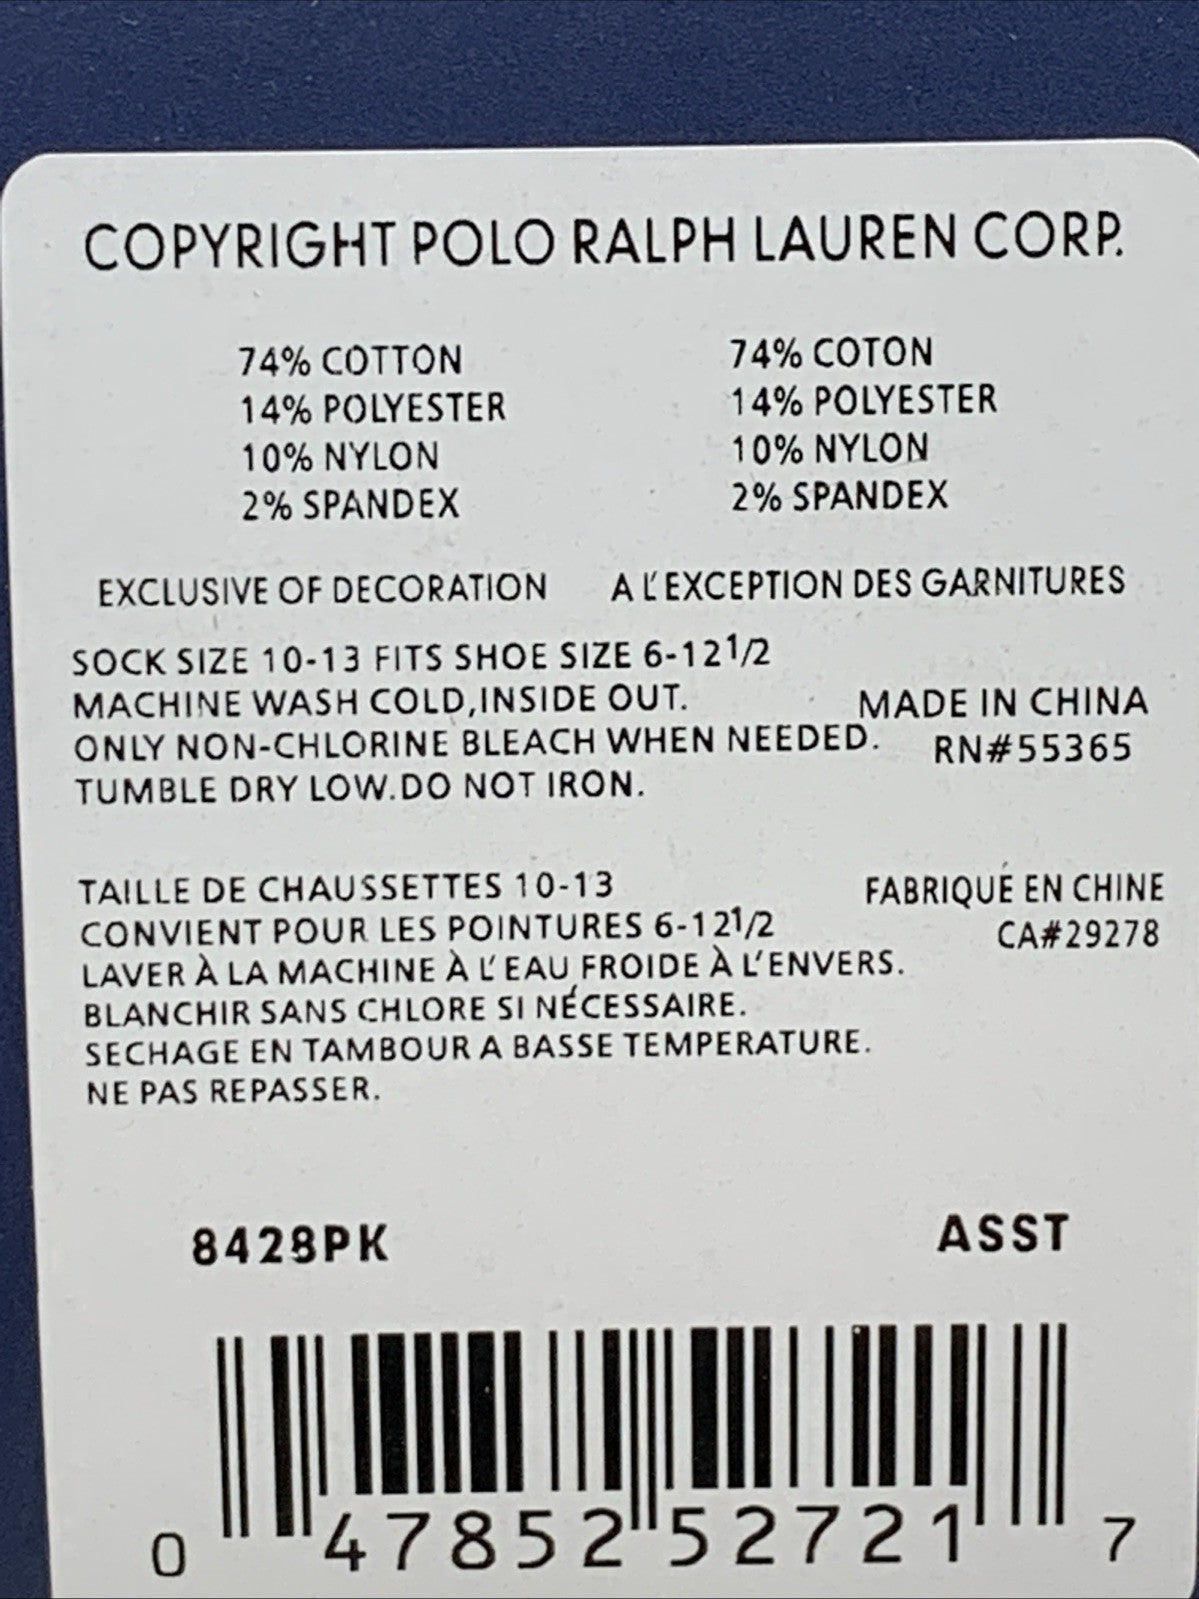 COPYRIGHT POLO RALPH LAUREN CORP.
74% COTTON
14% POLYESTER
10% NYLON
2% SPANDEX
74% COTON
14% POLYESTER
10% NYLON
2% SPANDEX
EXCLUSIVE OF DECORATION
A L'EXCEPTION DES GARNITURES
SOCK SIZE 10-13 FITS SHOE SIZE 6-12 1/2
MACHINE WASH COLD,INSIDE OUT.
ONLY NON-CHLORINE BLEACH WHEN NEEDED.
TUMBLE DRY LOW.DO NOT IRON.
MADE IN CHINA
RN#55365
TAILLE DE CHAUSSETTES 10-13
CONVIENT POUR LES POINTURES 6-12 1/2
LAVER À LA MACHINE À L'EAU FROIDE À L'ENVERS.
BLANCHIR SANS CHLORE SI NÉCESSAIRE.
SECHAGE EN TAMBOUR A BASSE TEMPERATURE.
NE PAS REPASSER.
FABRIQUÉ EN CHINE
CA#29278
8428PK
ASST
0 47852 52721 7